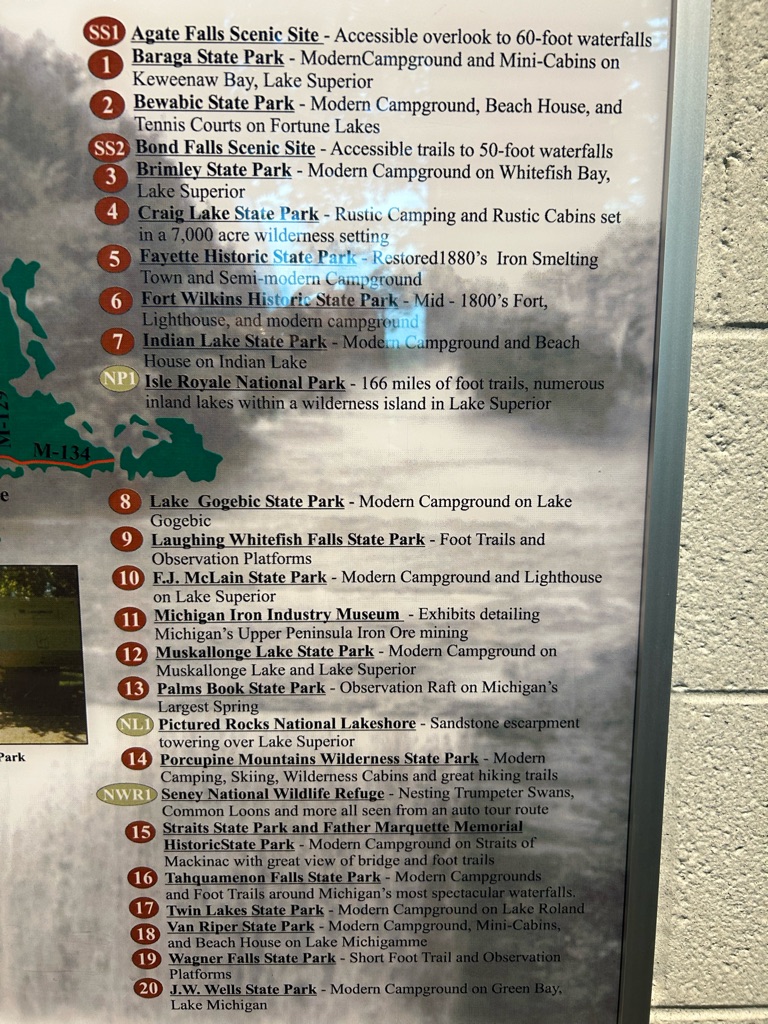 SS1 Agate Falls Scenic Site - Accessible overlook to 60-foot waterfalls
1 Baraga State Park - ModernCampground and Mini-Cabins on
Keweenaw Bay, Lake Superior
2 Bewabic State Park - Modern Campground, Beach House, and
Tennis Courts on Fortune Lakes
SS2 Bond Falls Scenic Site - Accessible trails to 50-foot waterfalls
3 Brimley State Park - Modern Campground on Whitefish Bay,
Lake Superior
4 Craig Lake State Park - Rustic Camping and Rustic Cabins set
in a 7,000 acre wilderness setting
5 Fayette Historic State Park - Restored1880's Iron Smelting
Town and Semi-modern Campground
6 Fort Wilkins Historic State Park - Mid - 1800's Fort,
Lighthouse, and modern campground
7 Indian Lake State Park - Modern Campground and Beach
House on Indian Lake
NP1 Isle Royale National Park - 166 miles of foot trails, numerous
inland lakes within a wilderness island in Lake Superior
M-129
M-134
e
8 Lake Gogebic State Park - Modern Campground on Lake
Gogebic
9 Laughing Whitefish Falls State Park - Foot Trails and
Observation Platforms
10 F.J. McLain State Park - Modern Campground and Lighthouse
on Lake Superior
11 Michigan Iron Industry Museum - Exhibits detailing
Michigan's Upper Peninsula Iron Ore mining
12 Muskallonge Lake State Park - Modern Campground on
Muskallonge Lake and Lake Superior
13 Palms Book State Park - Observation Raft on Michigan's
Largest Spring
NL1 Pictured Rocks National Lakeshore - Sandstone escarpment
towering over Lake Superior
Park
14 Porcupine Mountains Wilderness State Park - Modern
Camping, Skiing, Wilderness Cabins and great hiking trails
NWR1 Seney National Wildlife Refuge - Nesting Trumpeter Swans,
Common Loons and more all seen from an auto tour route
15 Straits State Park and Father Marquette Memorial
HistoricState Park - Modern Campground on Straits of
Mackinac with great view of bridge and foot trails
16 Tahquamenon Falls State Park - Modern Campgrounds
and Foot Trails around Michigan's most spectacular waterfalls.
17 Twin Lakes State Park - Modern Campground on Lake Roland
18 Van Riper State Park - Modern Campground, Mini-Cabins,
and Beach House on Lake Michigamme
19 Wagner Falls State Park - Short Foot Trail and Observation
Platforms
20 J.W. Wells State Park - Modern Campground on Green Bay,
Lake Michigan